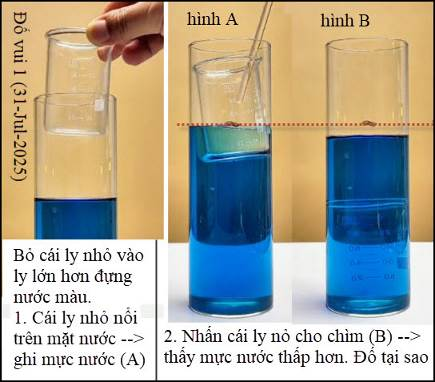 Đố vui 1 (31-Jul-2025)
hình A
hình B
Bỏ cái ly nhỏ vào
ly lớn hơn đựng
nước màu.
1. Cái ly nhỏ nổi
trên mặt nước -->
ghi mực nước (A)
2. Nhấn cái ly nỏ cho chìm (B) -->
thấy mực nước thấp hơn. Đố tại sao